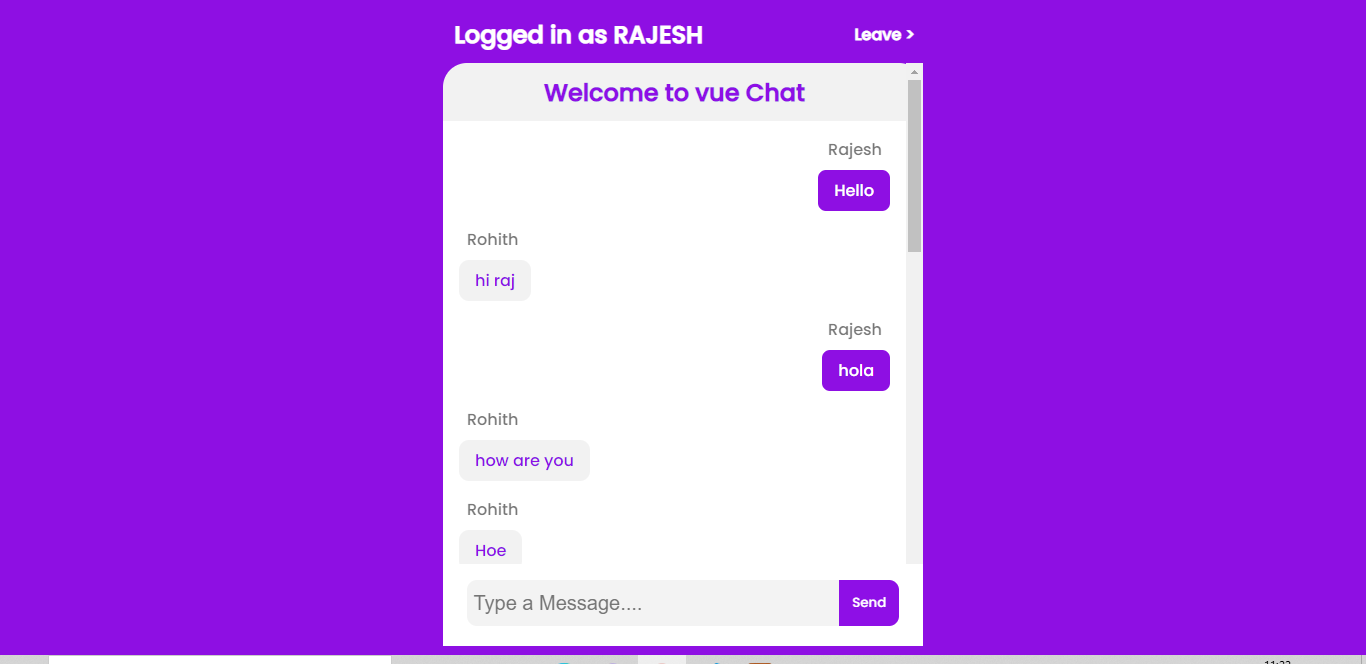 Logged in as RAJESH
Leave >
Welcome to vue Chat
Rajesh
Hello
Rohith
hi raj
Rajesh
hola
Rohith
how are you
Rohith
Hoe
Type a Message....
Send